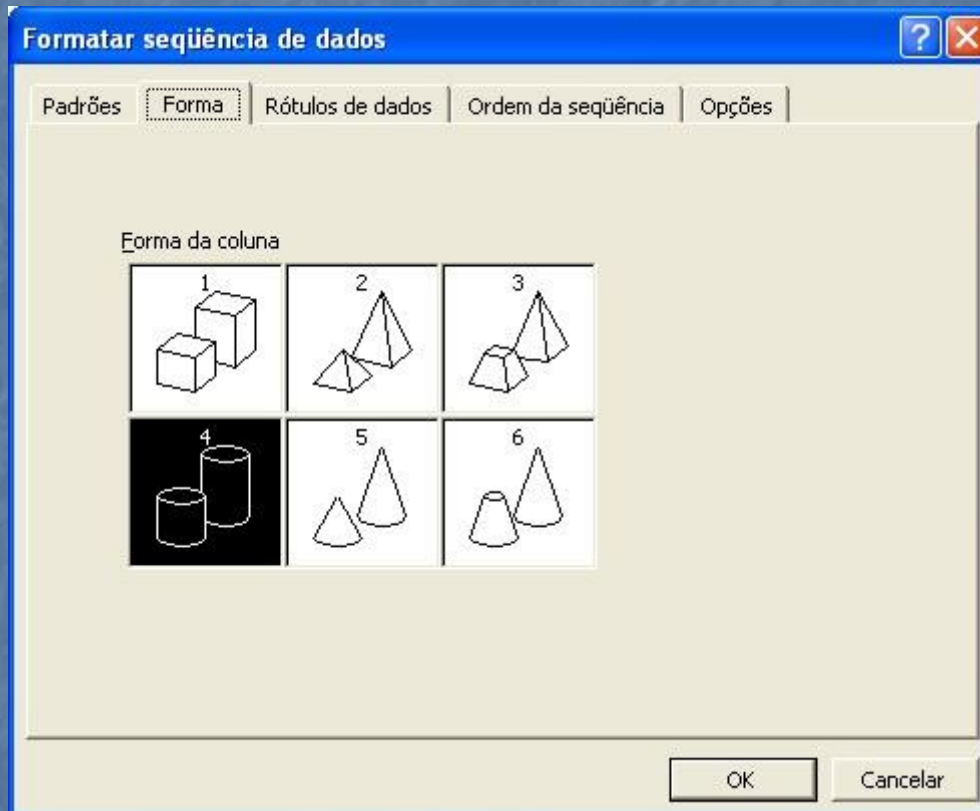 Formatar seqüência de dados
Padrões Forma Rótulos de dados Ordem da seqüência Opções
Forma da coluna
1 2 3
4 5 6
OK Cancelar